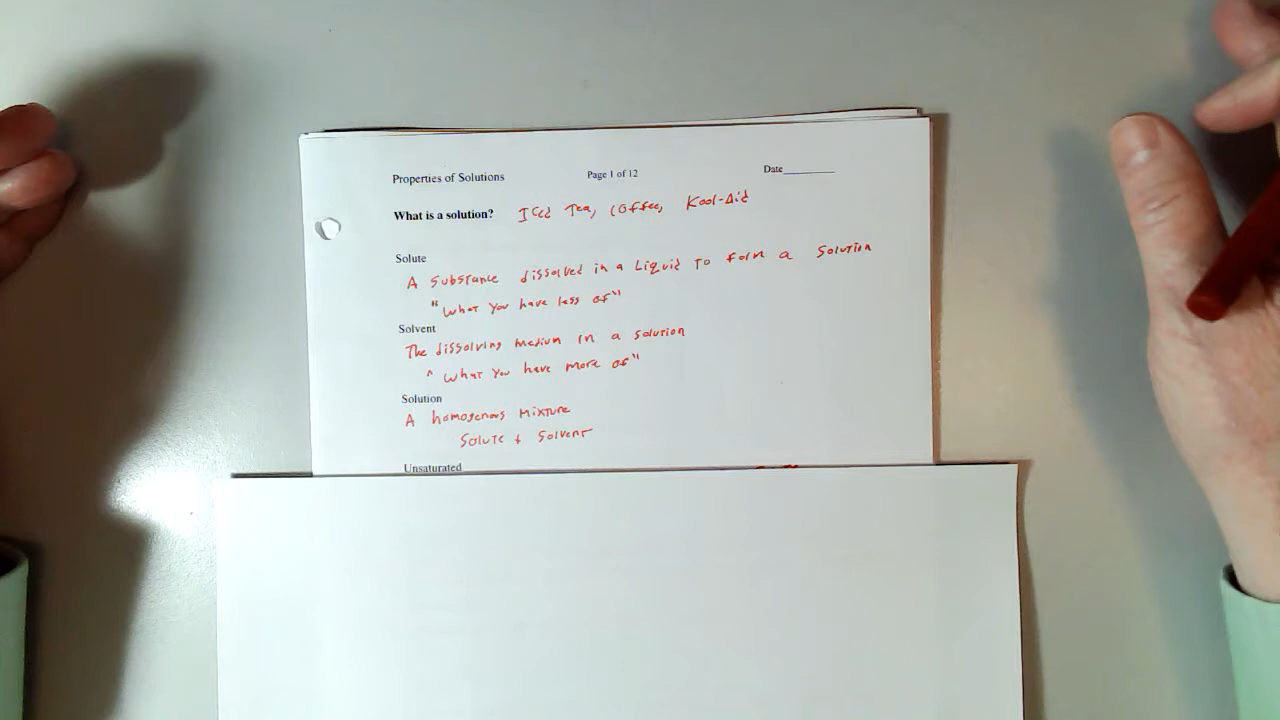 Properties of Solutions Page 1 of 12 Date________
What is a solution? Iced Tea, Coffee, Kool-Aid
Solute
A substance dissolved in a Liquid to form a solution
"What you have less of"
Solvent
The dissolving medium in a solution
"What you have more of"
Solution
A homogenous mixture
Solute + Solvent
Unsaturated